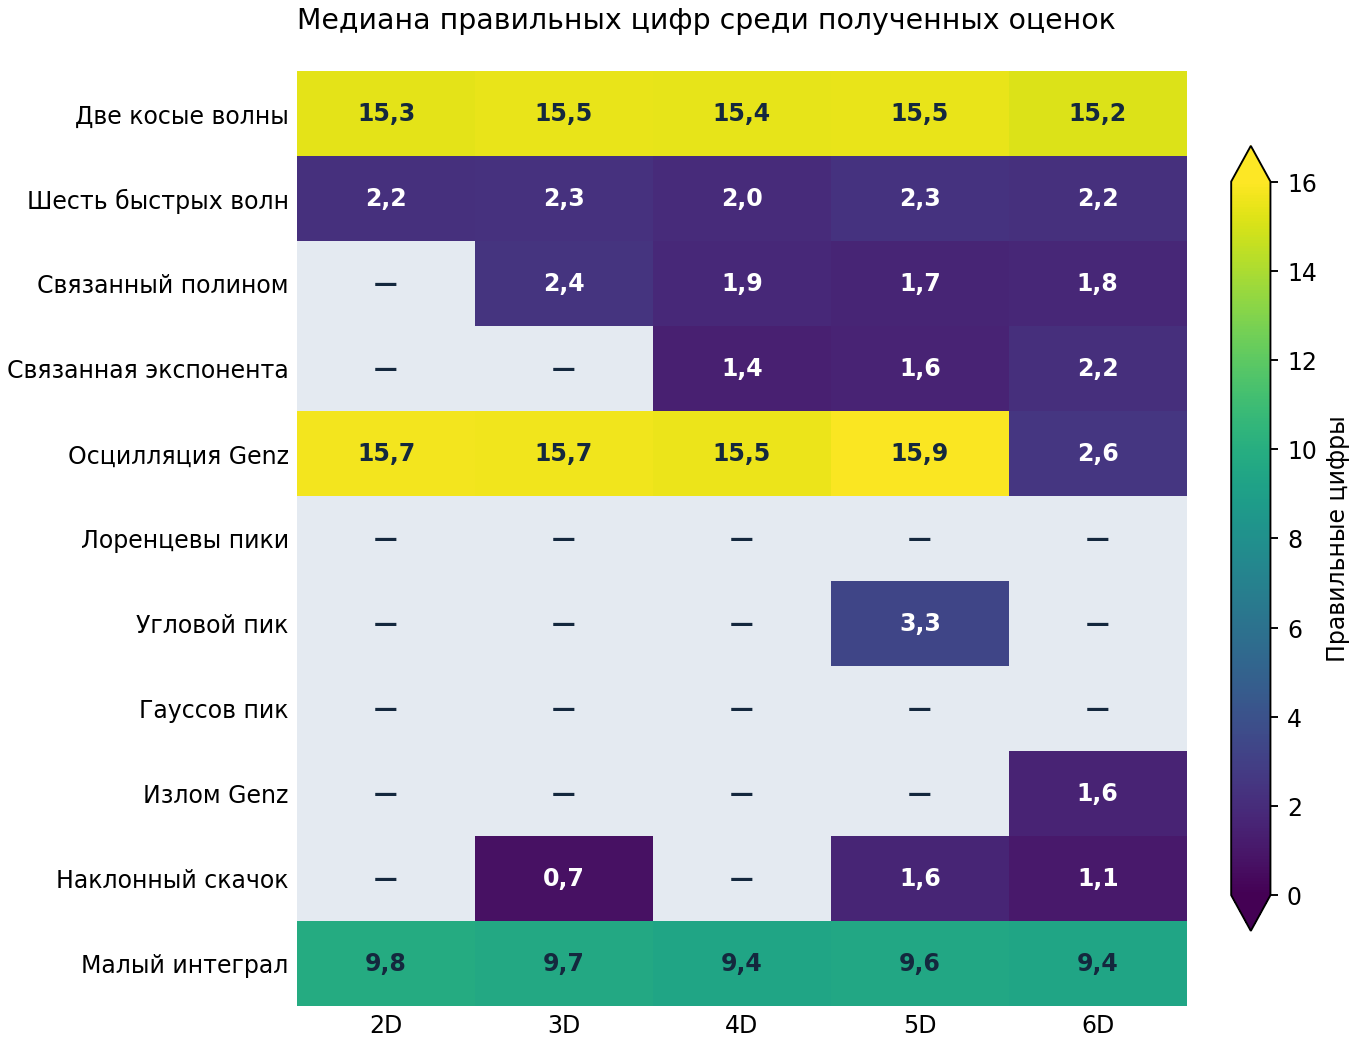 Медиана правильных цифр среди полученных оценок
Две косые волны 15,3 15,5 15,4 15,5 15,2
Шесть быстрых волн 2,2 2,3 2,0 2,3 2,2
Связанный полином — 2,4 1,9 1,7 1,8
Связанная экспонента — — 1,4 1,6 2,2
Осцилляция Genz 15,7 15,7 15,5 15,9 2,6
Лоренцевы пики — — — — —
Угловой пик — — — 3,3 —
Гауссов пик — — — — —
Излом Genz — — — — 1,6
Наклонный скачок — 0,7 — 1,6 1,1
Малый интеграл 9,8 9,7 9,4 9,6 9,4
2D 3D 4D 5D 6D
16
14
12
10
8
6
4
2
0
Правильные цифры